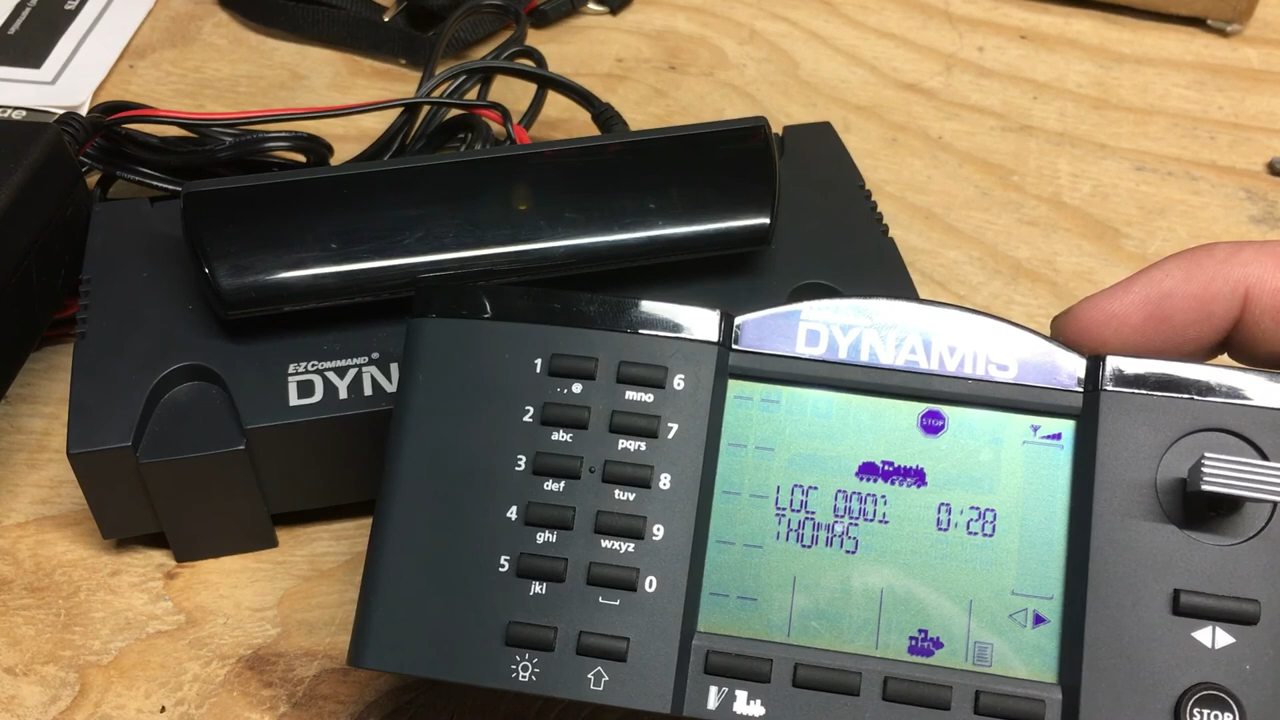 E-Z COMMAND®
DYN
DYNAMIS
1
. , @
6
mno
2
abc
7
pqrs
3
def
8
tuv
4
ghi
9
wxyz
5
jkl
0
STOP
LOC 0001 0:28
THOMAS
STOP